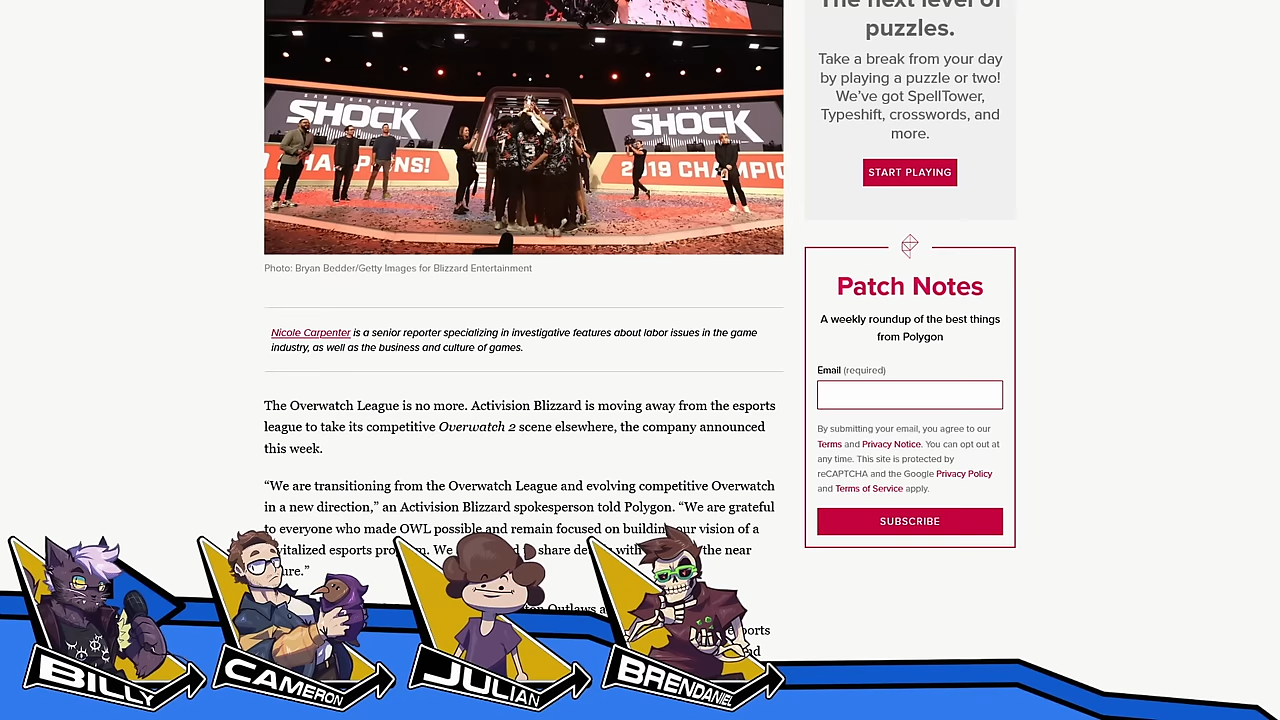 The next level of
puzzles.
Take a break from your day
by playing a puzzle or two!
We've got SpellTower,
Typeshift, crosswords, and
more.
START PLAYING
SAN FRANCISCO
SHOCK
SAN FRANCISCO
SHOCK
2019 CHAMPIO
Photo: Bryan Bedder/Getty Images for Blizzard Entertainment
Nicole Carpenter is a senior reporter specializing in investigative features about labor issues in the game
industry, as well as the business and culture of games.
The Overwatch League is no more. Activision Blizzard is moving away from the esports
league to take its competitive Overwatch 2 scene elsewhere, the company announced
this week.
“We are transitioning from the Overwatch League and evolving competitive Overwatch
in a new direction,” an Activision Blizzard spokesperson told Polygon. “We are grateful
to everyone who made OWL possible and remain focused on building our vision of a
We share with the near
Outlaws
Patch Notes
A weekly roundup of the best things
from Polygon
Email (required)
By submitting your email, you agree to our
Terms and Privacy Notice. You can opt out at
any time. This site is protected by
reCAPTCHA and the Google Privacy Policy
and Terms of Service apply.
SUBSCRIBE
BILLY
CAMERON
JULIAN
BRENDANIEL